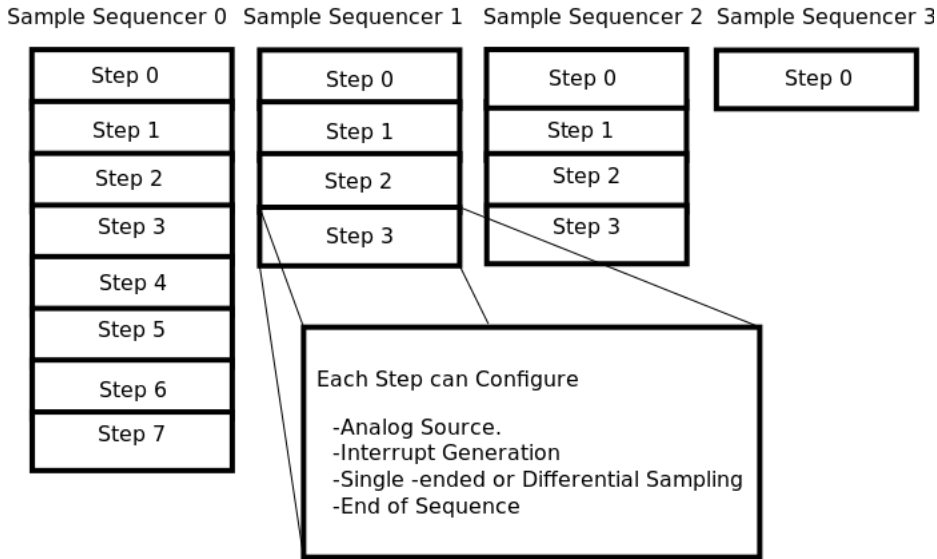 Sample Sequencer 0
Sample Sequencer 1
Sample Sequencer 2
Sample Sequencer 3
Step 0
Step 1
Step 2
Step 3
Step 4
Step 5
Step 6
Step 7
Step 0
Step 1
Step 2
Step 3
Step 0
Step 1
Step 2
Step 3
Step 0
Each Step can Configure
-Analog Source.
-Interrupt Generation
-Single -ended or Differential Sampling
-End of Sequence